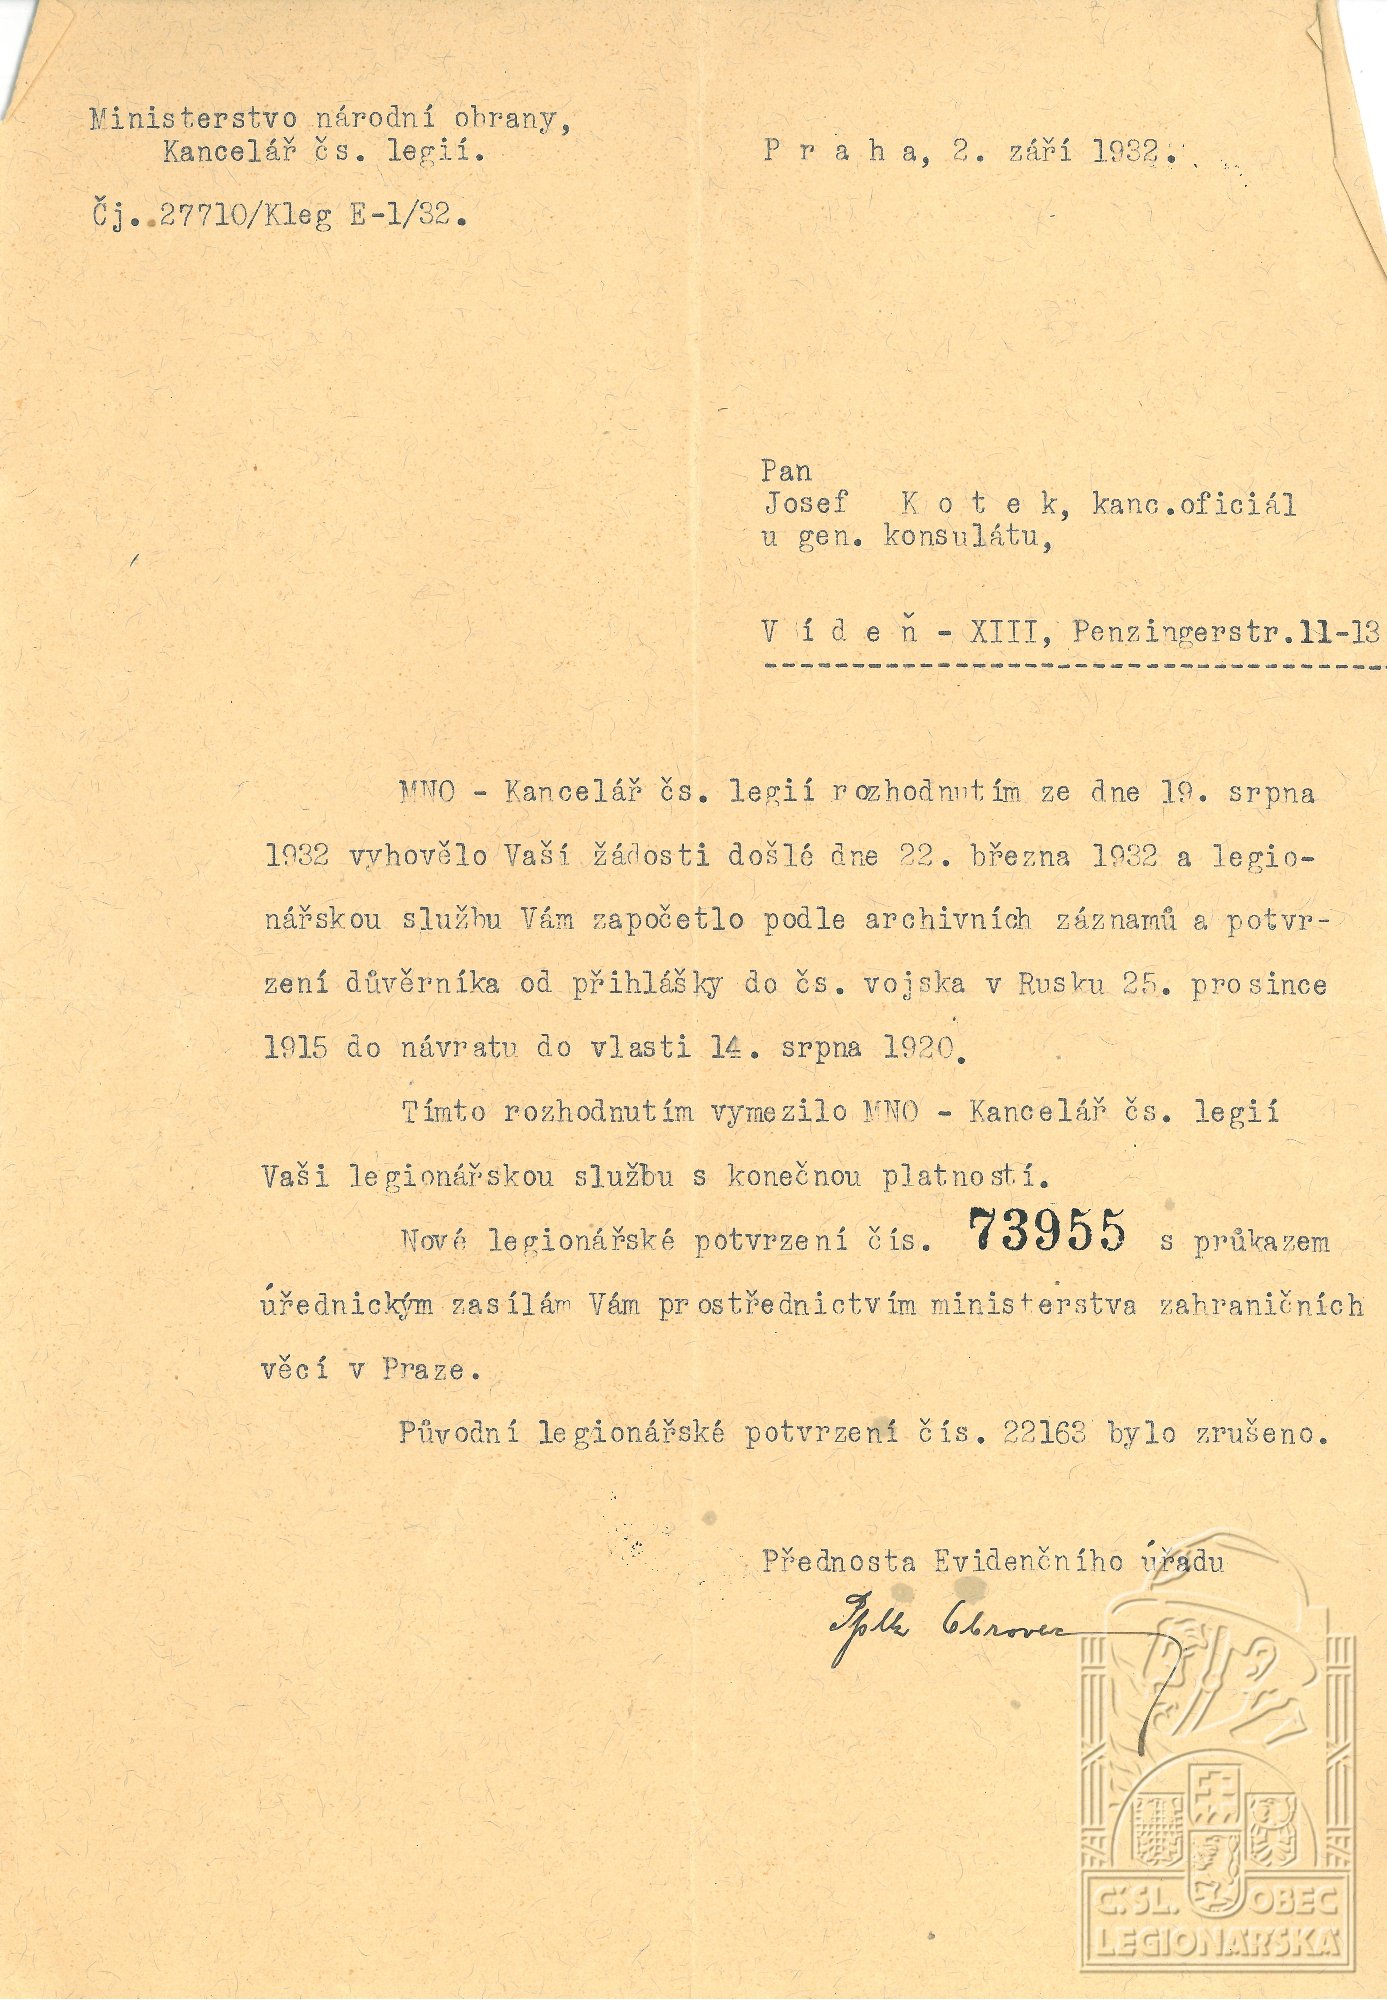 Ministerstvo národní obrany,
Kancelář čs. legií.
P r a h a, 2. září 1932.
Čj. 27710/Kleg E-1/32.
Pan
Josef K o t e k, kanc.oficiál
u gen. konsulátu,
V í d e ň - XIII, Penzingerstr.11-13
MNO - Kancelář čs. legií rozhodnutím ze dne 19. srpna
1932 vyhovělo Vaší žádosti došlé dne 22. března 1932 a legio-
nářskou službu Vám započetlo podle archivních záznamů a potvr-
zení důvěrníka od přihlášky do čs. vojska v Rusku 25. prosince
1915 do návratu do vlasti 14. srpna 1920.
Tímto rozhodnutím vymezilo MNO - Kancelář čs. legií
Vaši legionářskou službu s konečnou platností.
Nové legionářské potvrzení čís. 73955 s průkazem
úřednickým zasílám Vám prostřednictvím ministerstva zahraničních
věcí v Praze.
Původní legionářské potvrzení čís. 22163 bylo zrušeno.
Přednosta Evidenčního úřadu
Pplk
Č.SL. OBEC
LEGIONÁŘSKÁ